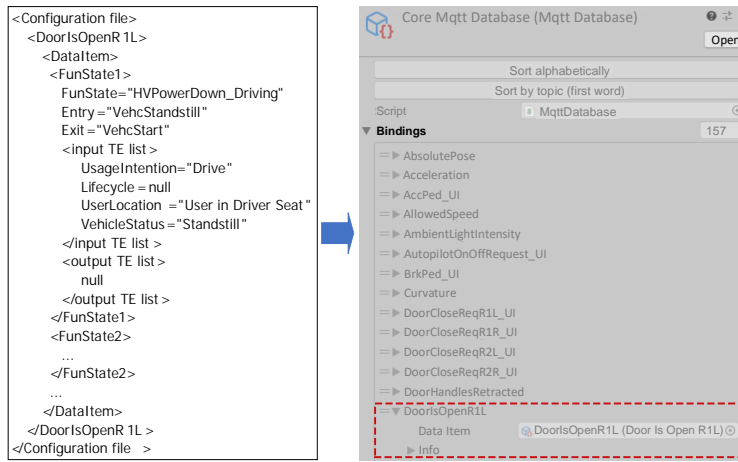 <Configuration file>
<DoorIsOpenR1L>
<DataItem>
<FunState1>
FunState="HVPowerDown_Driving"
Entry="VehcStandstill"
Exit="VehcStart"
<input TE list>
UsageIntention="Drive"
Lifecycle=null
UserLocation ="User in Driver Seat"
VehicleStatus="Standstill"
</input TE list>
<output TE list>
null
</output TE list>
</FunState1>
<FunState2>
...
</FunState2>
...
</DataItem>
</DoorIsOpenR1L>
</Configuration file >
Core Mqtt Database (Mqtt Database)
Open
Sort alphabetically
Sort by topic (first word)
Script MqttDatabase
Bindings 157
AbsolutePose
Acceleration
AccPed_UI
AllowedSpeed
AmbientLightIntensity
AutopilotOnOffRequest_UI
BrkPed_UI
Curvature
DoorCloseReqR1L_UI
DoorCloseReqR1R_UI
DoorCloseReqR2L_UI
DoorCloseReqR2R_UI
DoorHandlesRetracted
DoorIsOpenR1L
Data Item DoorIsOpenR1L (Door Is Open R1L)
Info